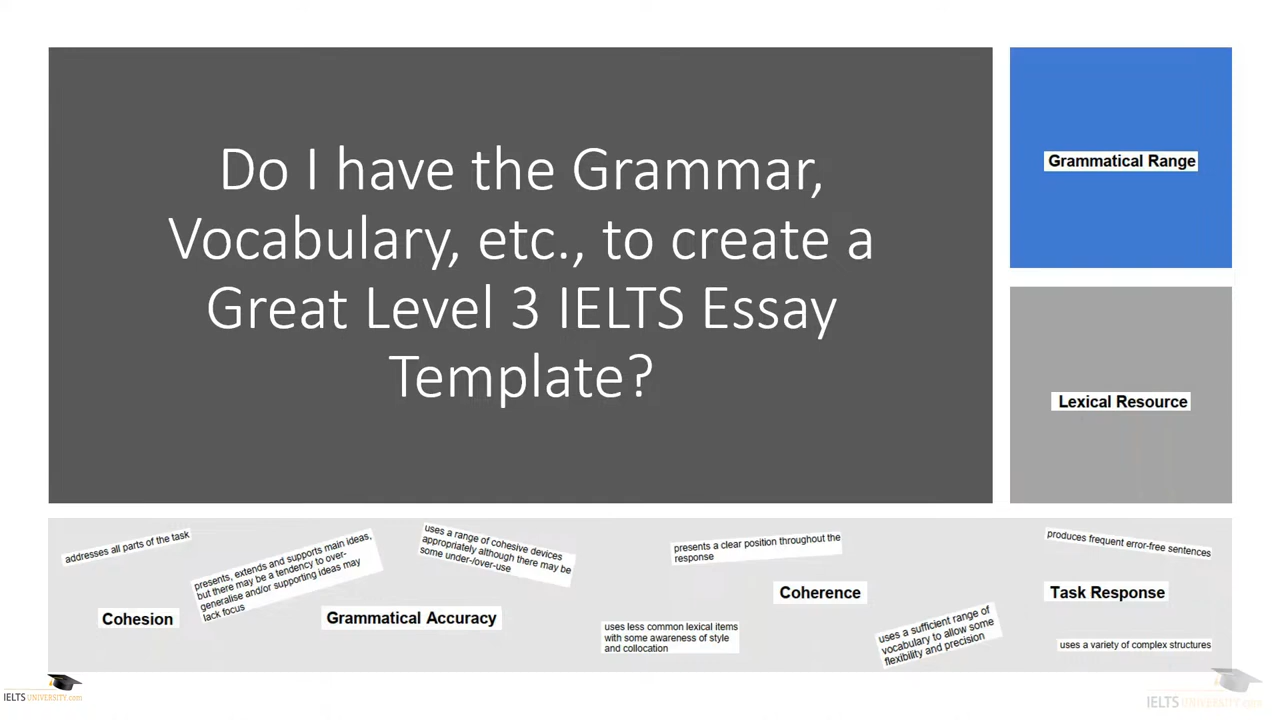 Do I have the Grammar,
Vocabulary, etc., to create a
Great Level 3 IELTS Essay
Template?
Grammatical Range
Lexical Resource
addresses all parts of the task
presents, extends and supports main ideas,
but there may be a tendency to over-
generalise and/or supporting ideas may
lack focus
uses a range of cohesive devices
appropriately although there may be
some under-/over-use
presents a clear position throughout the
response
produces frequent error-free sentences
Cohesion
Grammatical Accuracy
Coherence
Task Response
uses less common lexical items
with some awareness of style
and collocation
uses a sufficient range of
vocabulary to allow some
flexibility and precision
uses a variety of complex structures
IELTS UNIVERSITY.com
IELTS UNIVERSITY.com